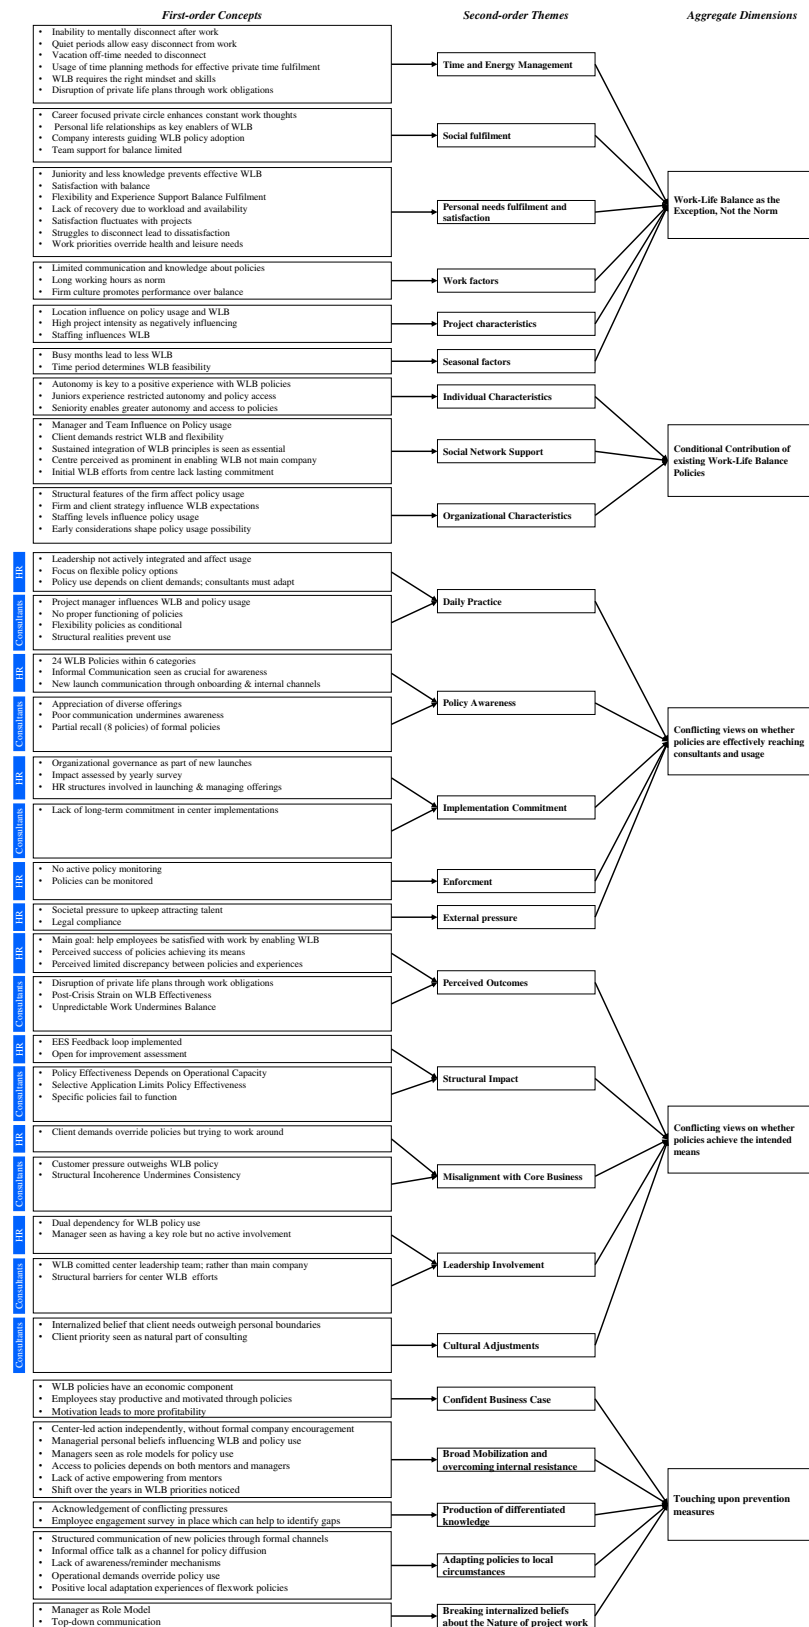 First-order Concepts
Second-order Themes
Aggregate Dimensions
• Inability to mentally disconnect after work
• Quiet periods allow easy disconnect from work
• Vacation off-time needed to disconnect
• Usage of time planning methods for effective private time fulfilment
• WLB requires the right mindset and skills
• Disruption of private life plans through work obligations
Time and Energy Management
• Career focused private circle enhances constant work thoughts
• Personal life relationships as key enablers of WLB
• Company interests guiding WLB policy adoption
• Team support for balance limited
Social fulfilment
• Juniority and less knowledge prevents effective WLB
• Satisfaction with balance
• Flexibility and Experience Support Balance Fulfilment
• Lack of recovery due to workload and availability
• Satisfaction fluctuates with projects
• Struggles to disconnect lead to dissatisfaction
• Work priorities override health and leisure needs
Personal needs fulfilment and
satisfaction
Work-Life Balance as the
Exception, Not the Norm
• Limited communication and knowledge about policies
• Long working hours as norm
• Firm culture promotes performance over balance
Work factors
• Location influence on policy usage and WLB
• High project intensity as negatively influencing
• Staffing influences WLB
Project characteristics
• Busy months lead to less WLB
• Time period determines WLB feasibility
Seasonal factors
• Autonomy is key to a positive experience with WLB policies
• Juniors experience restricted autonomy and policy access
• Seniority enables greater autonomy and access to policies
Individual Characteristics
• Manager and Team Influence on Policy usage
• Client demands restrict WLB and flexibility
• Sustained integration of WLB principles is seen as essential
• Centre perceived as prominent in enabling WLB not main company
• Initial WLB efforts from centre lack lasting commitment
Social Network Support
Conditional Contribution of
existing Work-Life Balance
Policies
• Structural features of the firm affect policy usage
• Firm and client strategy influence WLB expectations
• Staffing levels influence policy usage
• Early considerations shape policy usage possibility
Organizational Characteristics
HR
• Leadership not actively integrated and affect usage
• Focus on flexible policy options
• Policy use depends on client demands; consultants must adapt
Consultants
• Project manager influences WLB and policy usage
• No proper functioning of policies
• Flexibility policies as conditional
• Structural realities prevent use
Daily Practice
HR
• 24 WLB Policies within 6 categories
• Informal Communication seen as crucial for awareness
• New launch communication through onboarding & internal channels
Consultants
• Appreciation of diverse offerings
• Poor communication undermines awareness
• Partial recall (8 policies) of formal policies
Policy Awareness
Conflicting views on whether
policies are effectively reaching
consultants and usage
HR
• Organizational governance as part of new launches
• Impact assessed by yearly survey
• HR structures involved in launching & managing offerings
Consultants
• Lack of long-term commitment in center implementations
Implementation Commitment
HR
• No active policy monitoring
• Policies can be monitored
Enforcment
HR
• Societal pressure to upkeep attracting talent
• Legal compliance
External pressure
HR
• Main goal: help employees be satisfied with work by enabling WLB
• Perceived success of policies achieving its means
• Perceived limited discrepancy between policies and experiences
Consultants
• Disruption of private life plans through work obligations
• Post-Crisis Strain on WLB Effectiveness
• Unpredictable Work Undermines Balance
Perceived Outcomes
HR
• EES Feedback loop implemented
• Open for improvement assessment
Consultants
• Policy Effectiveness Depends on Operational Capacity
• Selective Application Limits Policy Effectiveness
• Specific policies fail to function
Structural Impact
Conflicting views on whether
policies achieve the intended
means
HR
• Client demands override policies but trying to work around
Consultants
• Customer pressure outweighs WLB policy
• Structural Incoherence Undermines Consistency
Misalignment with Core Business
HR
• Dual dependency for WLB policy use
• Manager seen as having a key role but no active involvement
Consultants
• WLB comitted center leadership team; rather than main company
• Structural barriers for center WLB efforts
Leadership Involvement
Consultants
• Internalized belief that client needs outweigh personal boundaries
• Client priority seen as natural part of consulting
Cultural Adjustments
• WLB policies have an economic component
• Employees stay productive and motivated through policies
• Motivation leads to more profitability
Confident Business Case
• Center-led action independently, without formal company encouragement
• Managerial personal beliefs influencing WLB and policy use
• Managers seen as role models for policy use
• Access to policies depends on both mentors and managers
• Lack of active empowering from mentors
• Shift over the years in WLB priorities noticed
Broad Mobilization and
overcoming internal resistance
• Acknowledgement of conflicting pressures
• Employee engagement survey in place which can help to identify gaps
Production of differentiated
knowledge
Touching upon prevention
measures
• Structured communication of new policies through formal channels
• Informal office talk as a channel for policy diffusion
• Lack of awareness/reminder mechanisms
• Operational demands override policy use
• Positive local adaptation experiences of flexwork policies
Adapting policies to local
circumstances
• Manager as Role Model
• Top-down communication
Breaking internalized beliefs
about the Nature of project work